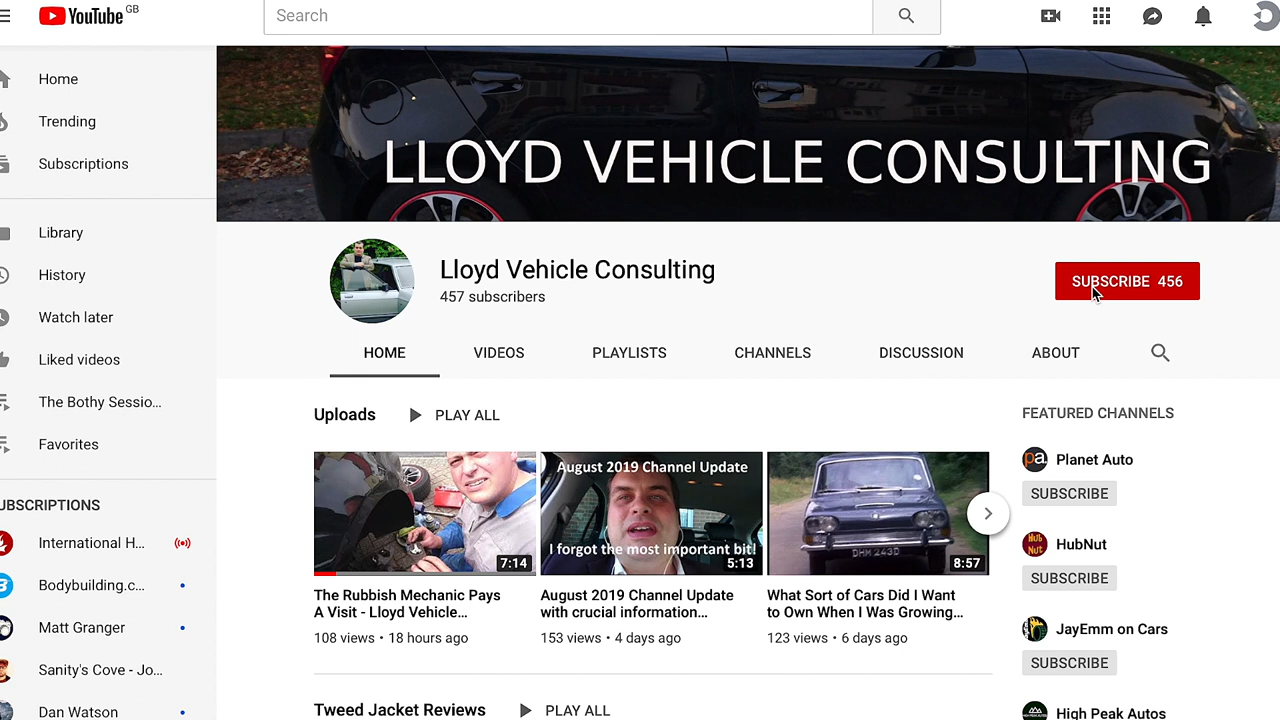 YouTube GB
Search
Home
Trending
Subscriptions
Library
History
Watch later
Liked videos
The Bothy Sessio...
Favorites
UBSCRIPTIONS
International H...
Bodybuilding.c...
Matt Granger
Sanity's Cove - Jo...
Dan Watson
LLOYD VEHICLE CONSULTING
Lloyd Vehicle Consulting
457 subscribers
SUBSCRIBE 456
HOME
VIDEOS
PLAYLISTS
CHANNELS
DISCUSSION
ABOUT
Uploads
PLAY ALL
7:14
The Rubbish Mechanic Pays
A Visit - Lloyd Vehicle...
108 views • 18 hours ago
August 2019 Channel Update
I forgot the most important bit!
5:13
August 2019 Channel Update
with crucial information...
153 views • 4 days ago
DHM 243D
8:57
What Sort of Cars Did I Want
to Own When I Was Growing...
123 views • 6 days ago
Tweed Jacket Reviews
PLAY ALL
FEATURED CHANNELS
pa.
Planet Auto
SUBSCRIBE
HUB
NUT
HubNut
SUBSCRIBE
JayEmm on Cars
SUBSCRIBE
High Peak Autos